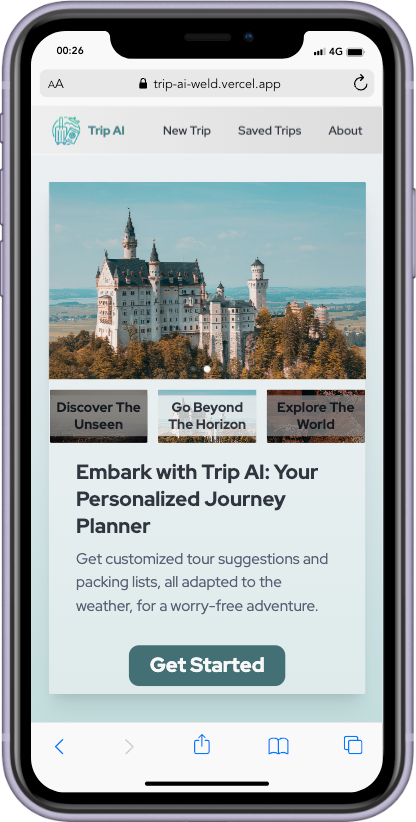 00:26
4G
AA
trip-ai-weld.vercel.app
Trip AI
New Trip
Saved Trips
About
Discover The
Unseen
Go Beyond
The Horizon
Explore The
World
Embark with Trip AI: Your
Personalized Journey
Planner
Get customized tour suggestions and
packing lists, all adapted to the
weather, for a worry-free adventure.
Get Started